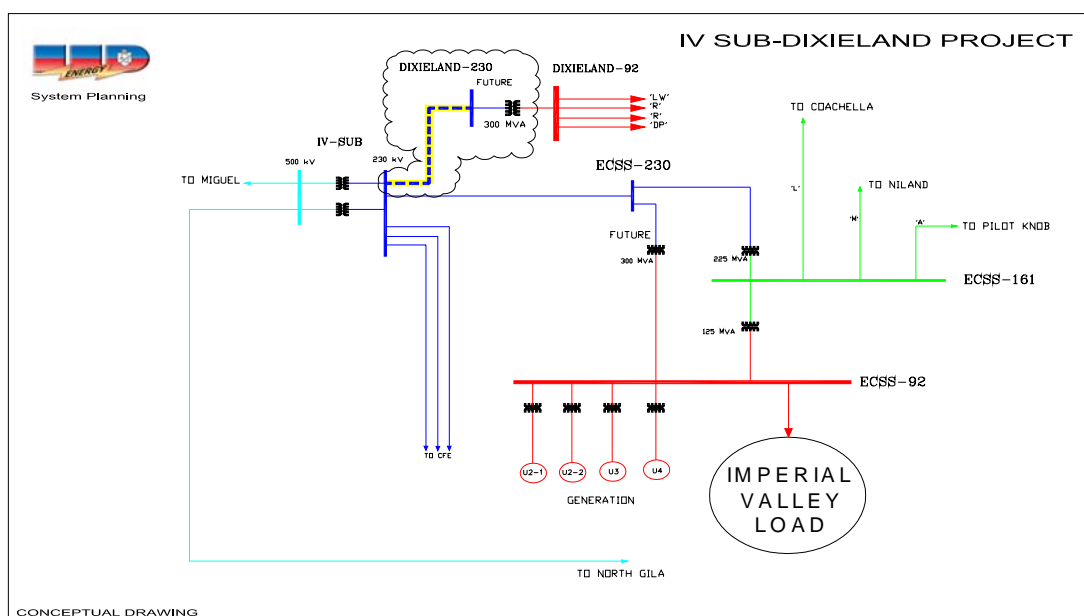 IV SUB-DIXIELAND PROJECT
IID
ENERGY
System Planning
DIXIELAND-230
DIXIELAND-92
FUTURE
300 MVA
'LW'
'R'
'R'
'DP'
TO COACHELLA
IV-SUB
500 kV
230 kV
ECSS-230
TO MIGUEL
TO NILAND
'L'
'M'
'A'
TO PILOT KNOB
FUTURE
300 MVA
225 MVA
ECSS-161
125 MVA
ECSS-92
TO CFE
U2-1
U2-2
U3
U4
GENERATION
IMPERIAL
VALLEY
LOAD
TO NORTH GILA
CONCEPTUAL DRAWING